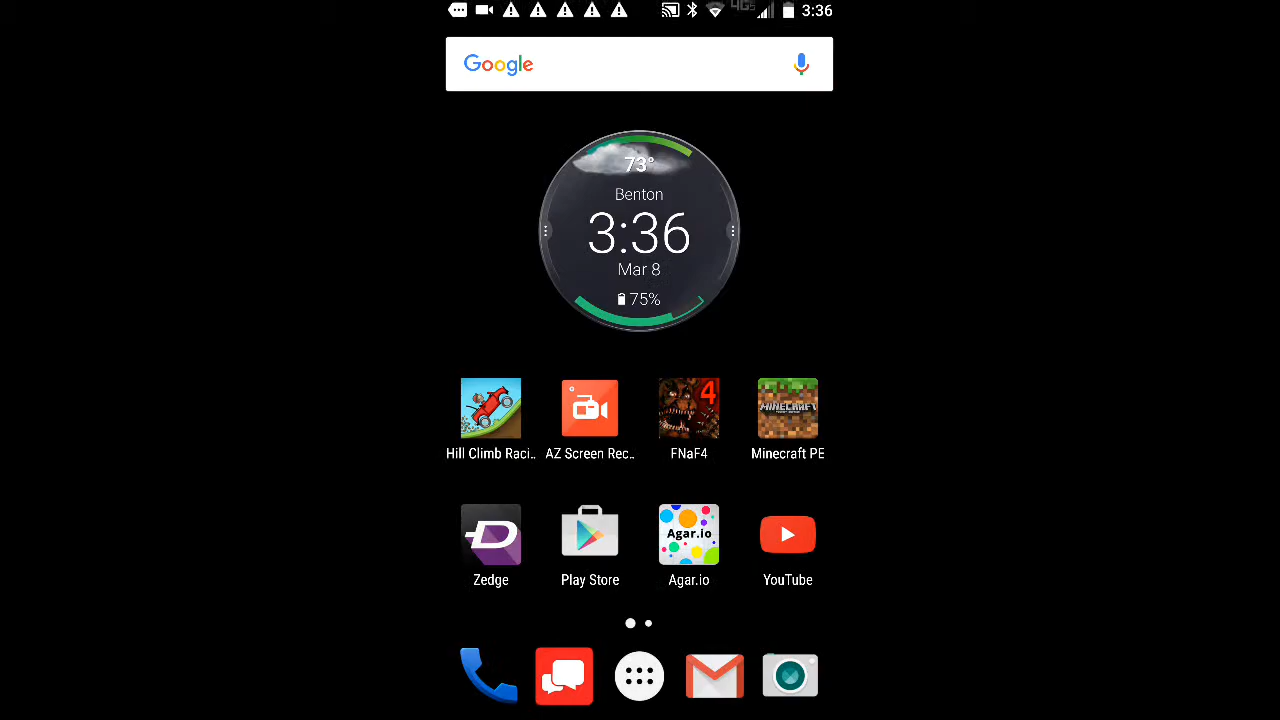 4G 3:36
Google
73°
Benton
3:36
Mar 8
75%
4
MINECRAFT
Hill Climb Raci..
AZ Screen Rec..
FNaF4
Minecraft PE
Agar.io
Zedge
Play Store
Agar.io
YouTube